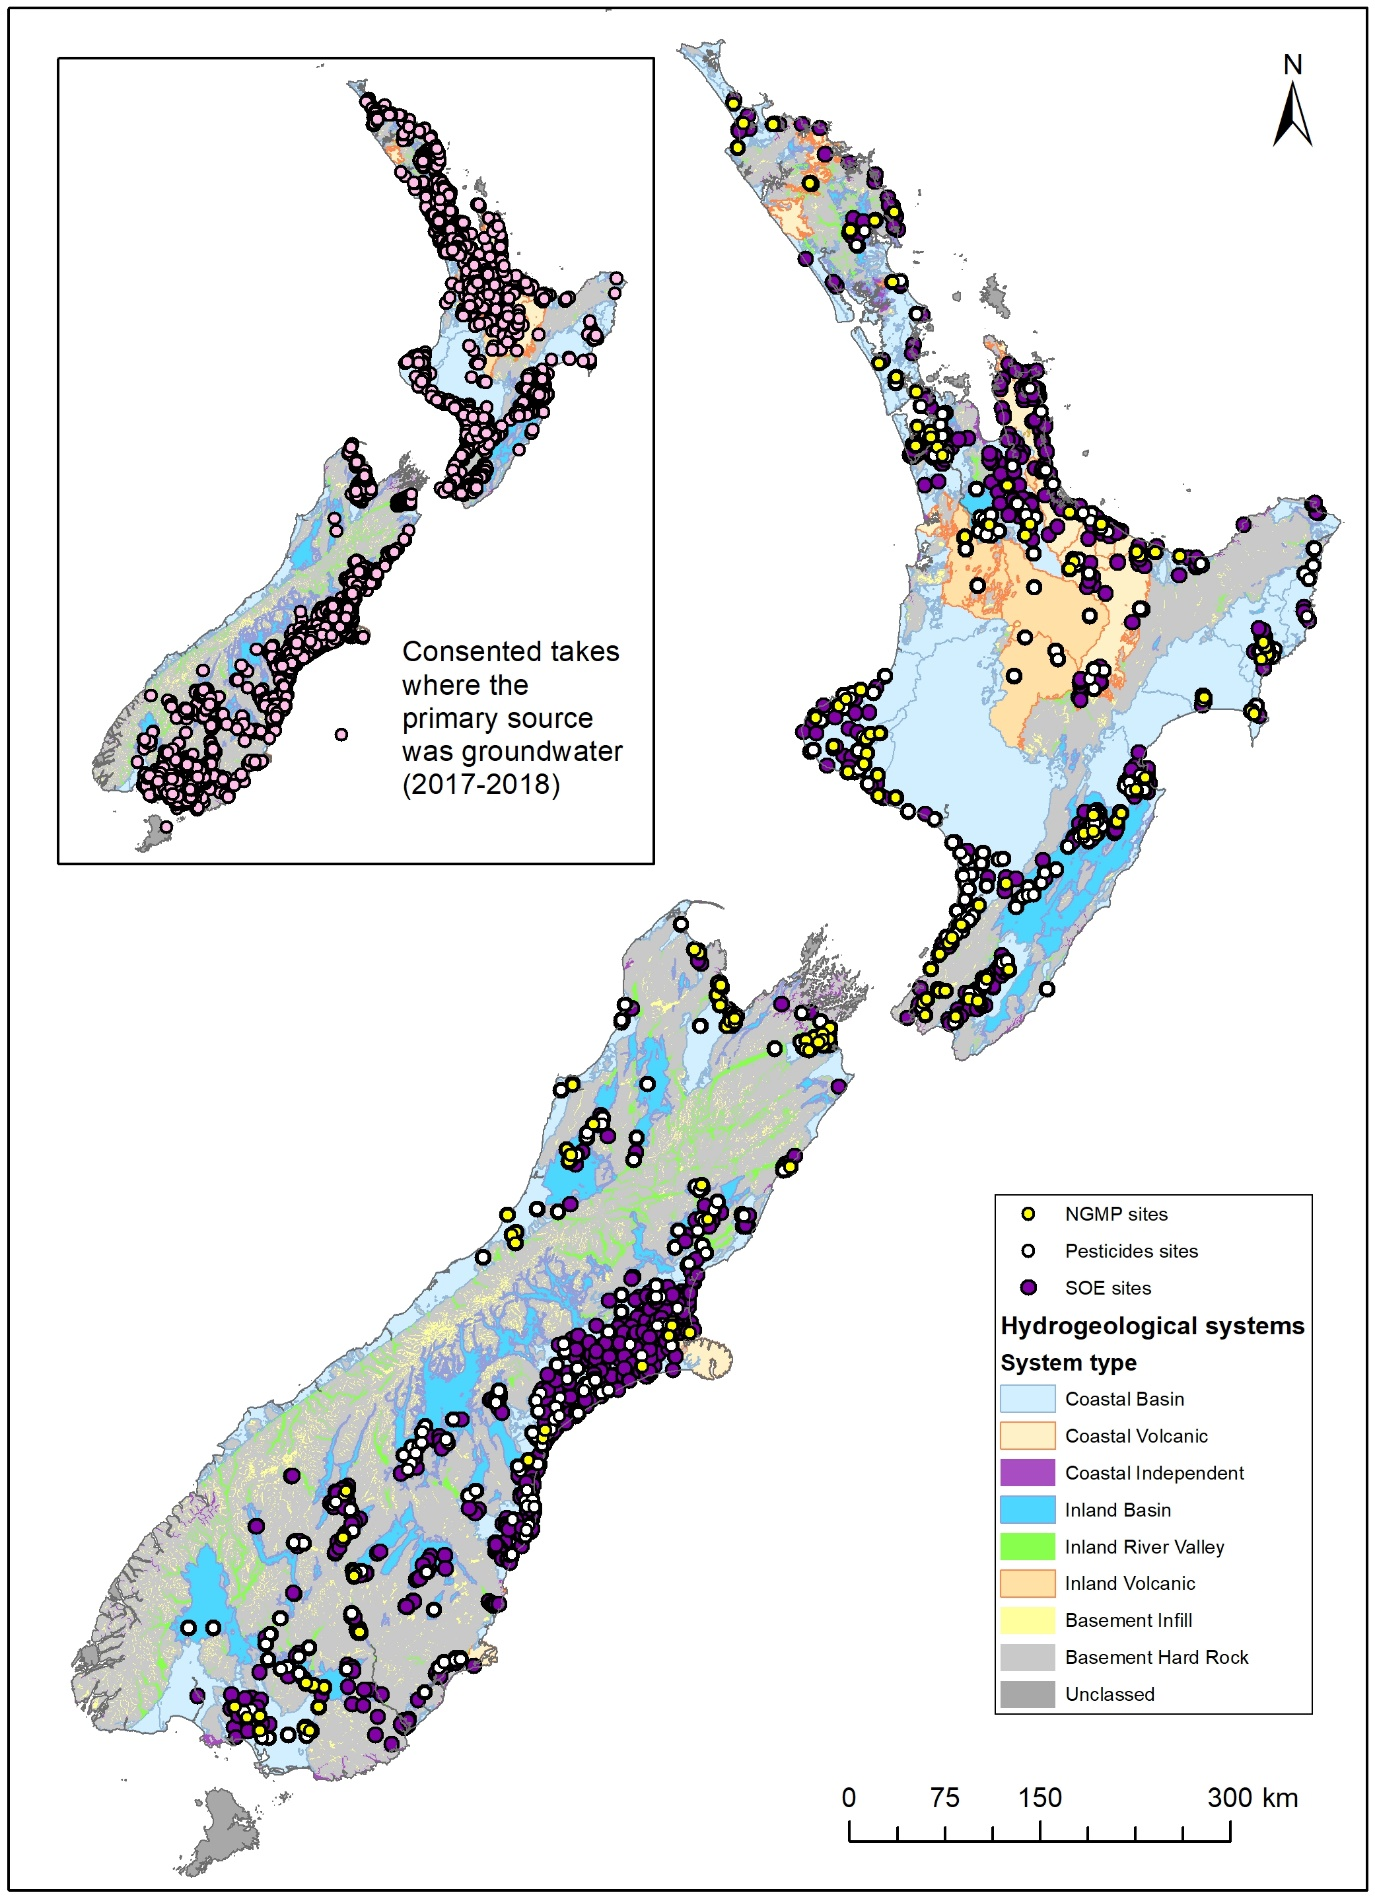 N
Consented takes
where the
primary source
was groundwater
(2017-2018)
NGMP sites
Pesticides sites
SOE sites
Hydrogeological systems
System type
Coastal Basin
Coastal Volcanic
Coastal Independent
Inland Basin
Inland River Valley
Inland Volcanic
Basement Infill
Basement Hard Rock
Unclassed
0 75 150 300 km